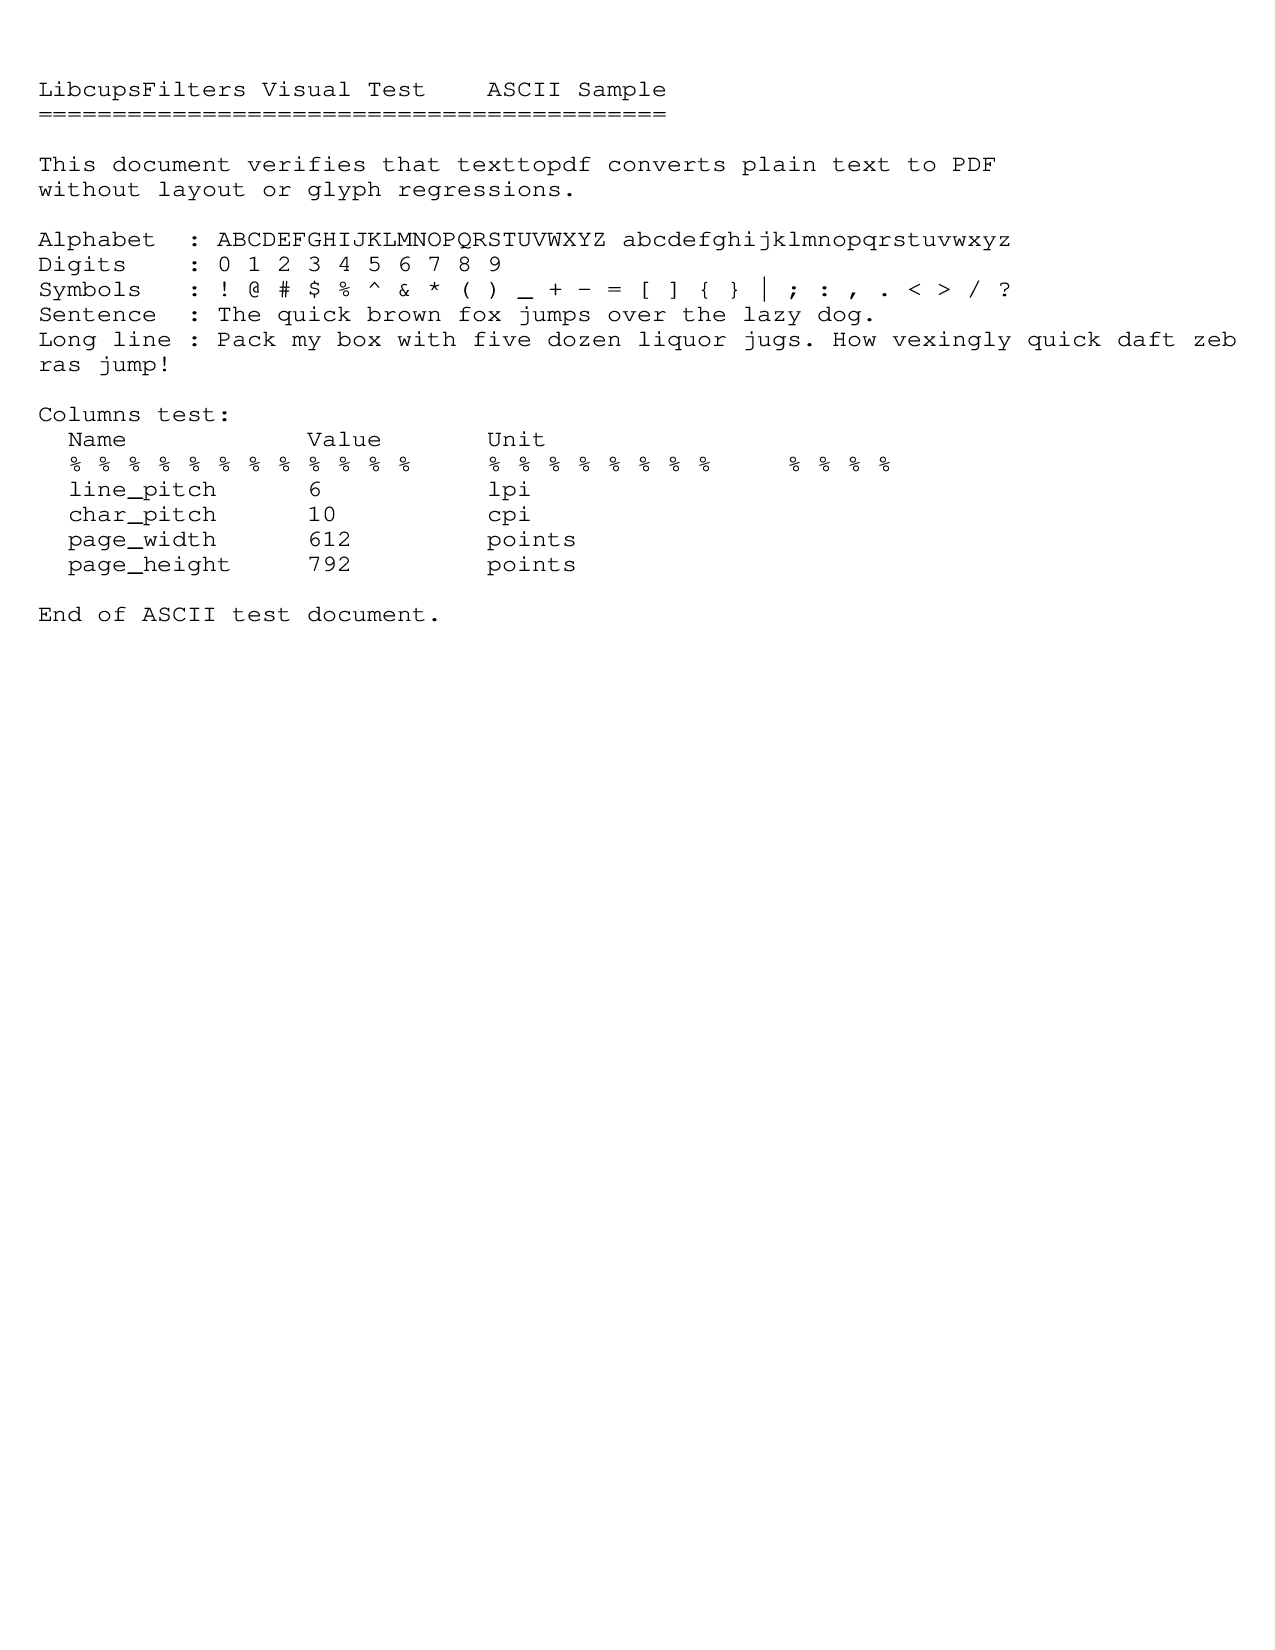 LibcupsFilters Visual Test    ASCII Sample
==========================================

This document verifies that texttopdf converts plain text to PDF
without layout or glyph regressions.

Alphabet  : ABCDEFGHIJKLMNOPQRSTUVWXYZ abcdefghijklmnopqrstuvwxyz
Digits    : 0 1 2 3 4 5 6 7 8 9
Symbols   : ! @ # $ % ^ & * ( ) _ + - = [ ] { } | ; : , . < > / ?
Sentence  : The quick brown fox jumps over the lazy dog.
Long line : Pack my box with five dozen liquor jugs. How vexingly quick daft zeb
ras jump!

Columns test:
  Name            Value       Unit
  % % % % % % % % % % % %     % % % % % % % %     % % % %
  line_pitch      6           lpi
  char_pitch      10          cpi
  page_width      612         points
  page_height     792         points

End of ASCII test document.